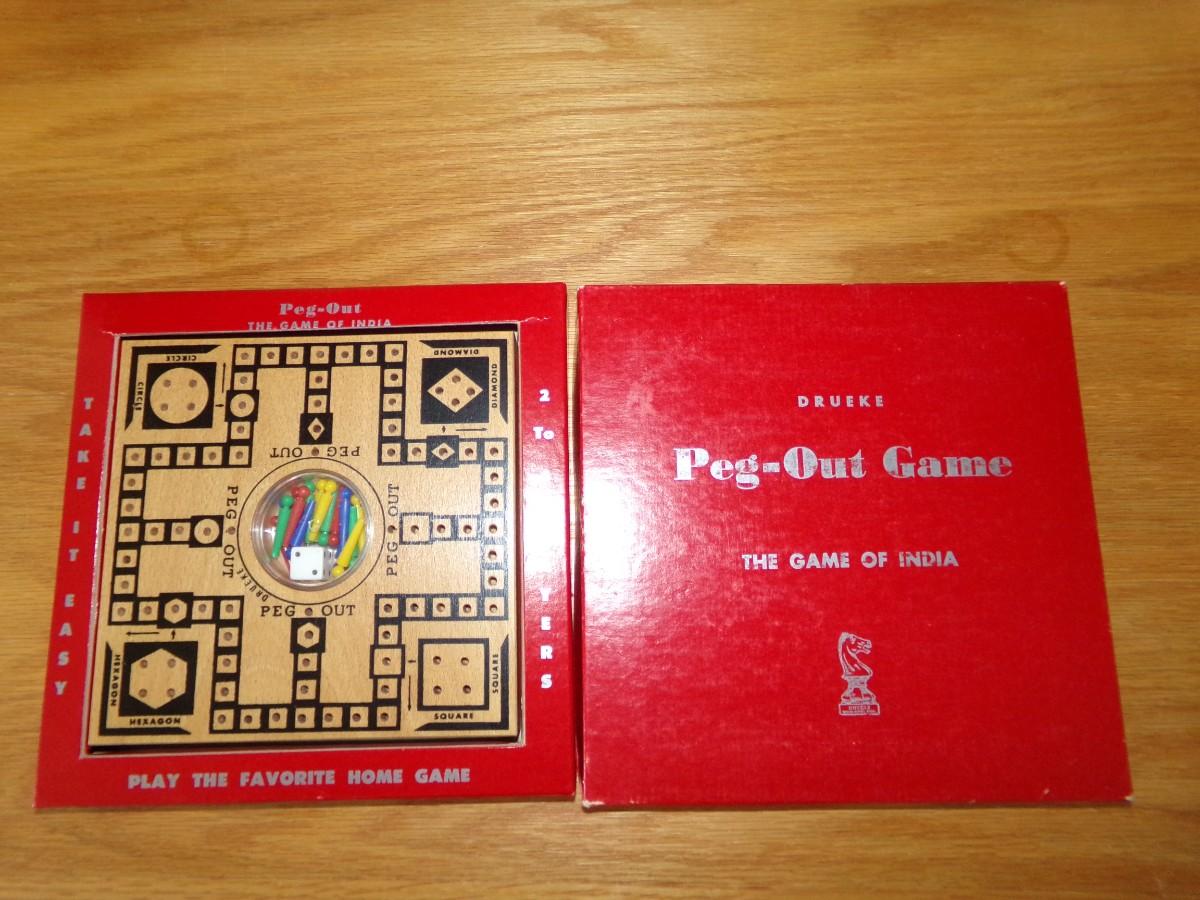 Peg-Out
THE GAME OF INDIA
TAKE IT EASY
2 To
YERS
PLAY THE FAVORITE HOME GAME
CIRCLE
CIRCLE
DIAMOND
DIAMOND
PEG OUT
PEG OUT
PEG OUT
PEG OUT
DRUEKE
HEXAGON
HEXAGON
SQUARE
SQUARE
DRUEKE
Peg-Out Game
THE GAME OF INDIA
DRUEKE